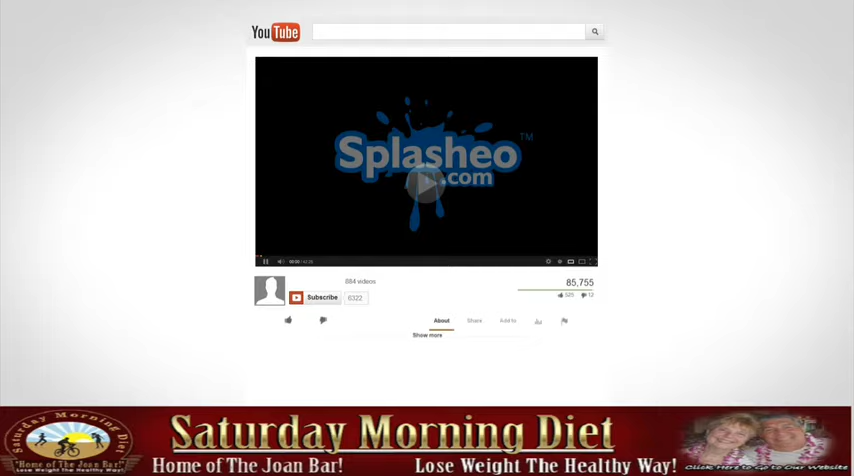 YouTube
Splasheo
.com
TM
00:00
884 videos
Subscribe 6322
85,755
525 12
About Share Add to
Show more
Saturday Morning Diet
"Home of The Joan Bar!"
Lose Weight The Healthy Way!
Saturday Morning Diet
Home of The Joan Bar! Lose Weight The Healthy Way!
Click Here to Go to Our Website